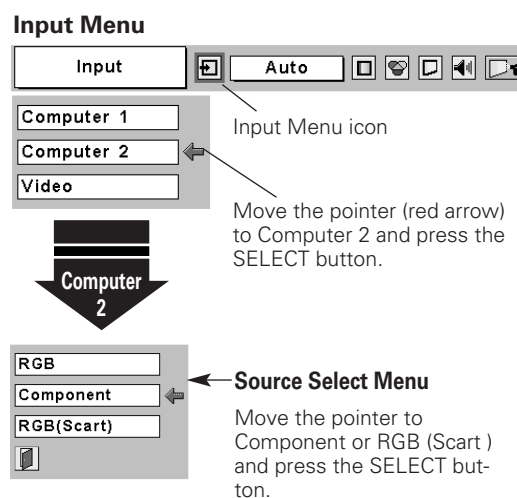 Input Menu
Input
Auto
Input Menu icon
Computer 1
Computer 2
Video
Move the pointer (red arrow)
to Computer 2 and press the
SELECT button.
Computer
2
RGB
Component
RGB(Scart)
Source Select Menu
Move the pointer to
Component or RGB (Scart )
and press the SELECT but-
ton.